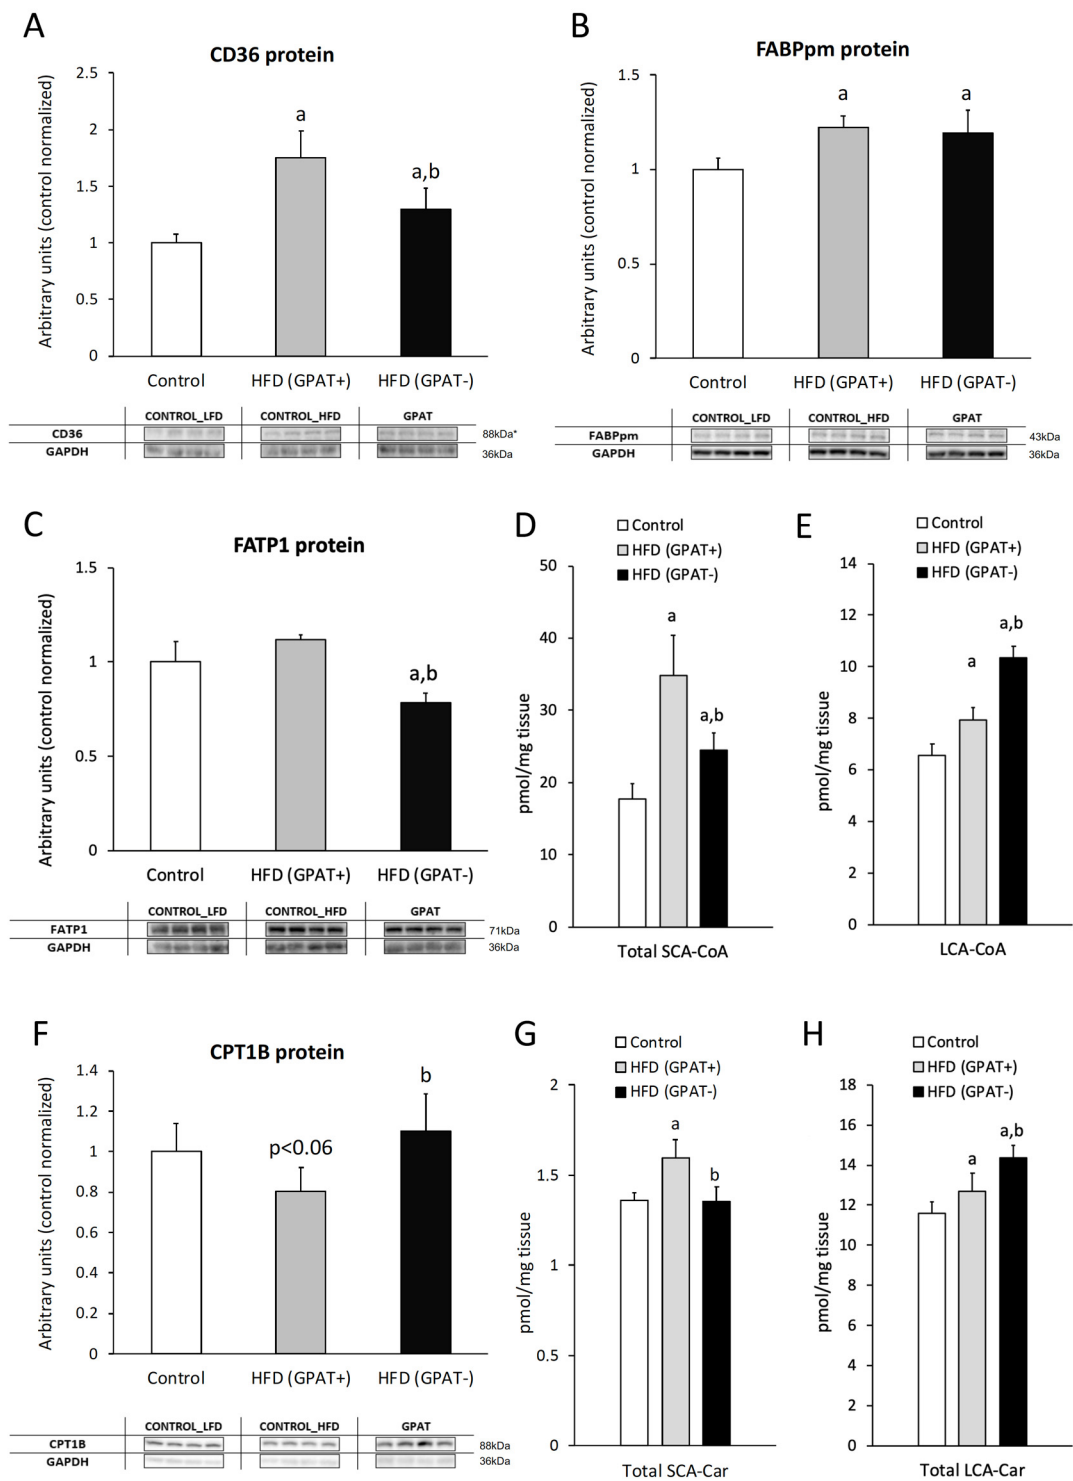 A
CD36 protein
Arbitrary units (control normalized)
2.5
2
1.5
1
0.5
0
a
a,b
Control HFD (GPAT+) HFD (GPAT-)
CONTROL_LFD CONTROL_HFD GPAT
CD36 88kDa*
GAPDH 36kDa
B
FABPpm protein
Arbitrary units (control normalized)
1.5
1
0.5
0
a
a
Control HFD (GPAT+) HFD (GPAT-)
CONTROL_LFD CONTROL_HFD GPAT
FABPpm 43kDa
GAPDH 36kDa
C
FATP1 protein
Arbitrary units (control normalized)
1.5
1
0.5
0
a,b
Control HFD (GPAT+) HFD (GPAT-)
CONTROL_LFD CONTROL_HFD GPAT
FATP1 71kDa
GAPDH 36kDa
D
Control
HFD (GPAT+)
HFD (GPAT-)
pmol/mg tissue
50
40
30
20
10
0
a
a,b
Total SCA-CoA
E
Control
HFD (GPAT+)
HFD (GPAT-)
pmol/mg tissue
14
12
10
8
6
4
2
0
a
a,b
LCA-CoA
F
CPT1B protein
Arbitrary units (control normalized)
1.4
1.2
1
0.8
0.6
0.4
0.2
0
p<0.06
b
Control HFD (GPAT+) HFD (GPAT-)
CONTROL_LFD CONTROL_HFD GPAT
CPT1B 88kDa
GAPDH 36kDa
G
Control
HFD (GPAT+)
HFD (GPAT-)
pmol/mg tissue
2
1.5
1
0.5
0
a
b
Total SCA-Car
H
Control
HFD (GPAT+)
HFD (GPAT-)
pmol/mg tissue
18
16
14
12
10
8
6
4
2
0
a
a,b
Total LCA-Car